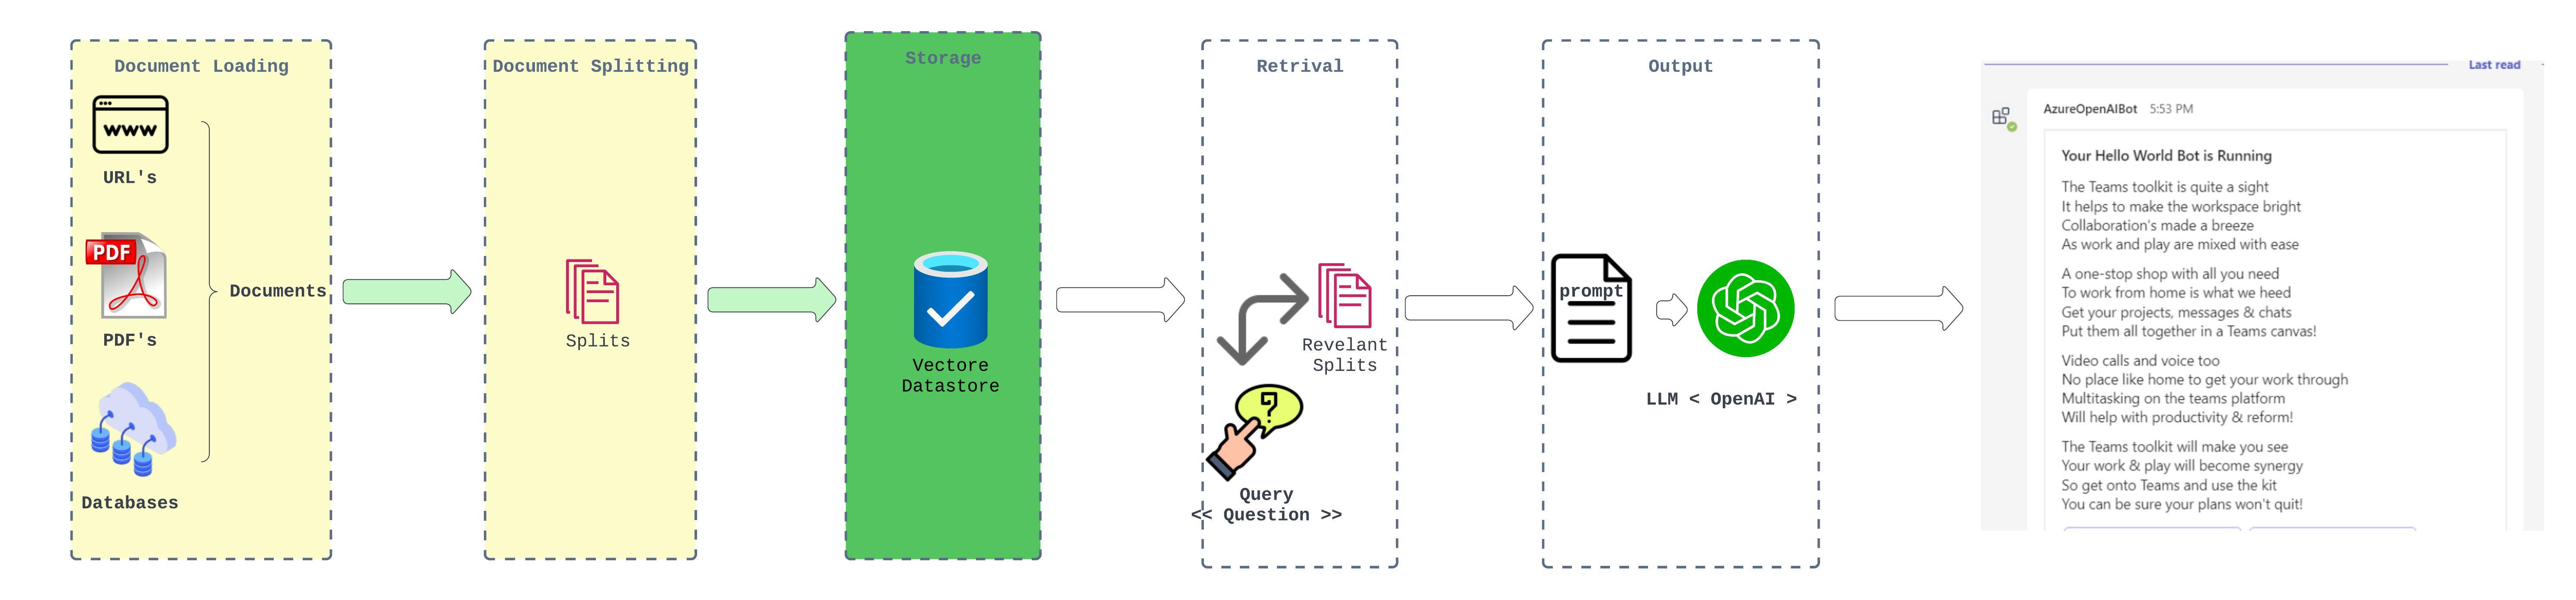 Document Loading
www
URL's
PDF
PDF's
Databases
Documents
Document Splitting
Splits
Storage
Vectore
Datastore
Retrival
Revelant
Splits
?
Query
<< Question >>
Output
prompt
LLM < OpenAI >
Last read
AzureOpenAIBot 5:53 PM
Your Hello World Bot is Running
The Teams toolkit is quite a sight
It helps to make the workspace bright
Collaboration's made a breeze
As work and play are mixed with ease
A one-stop shop with all you need
To work from home is what we heed
Get your projects, messages & chats
Put them all together in a Teams canvas!
Video calls and voice too
No place like home to get your work through
Multitasking on the teams platform
Will help with productivity & reform!
The Teams toolkit will make you see
Your work & play will become synergy
So get onto Teams and use the kit
You can be sure your plans won't quit!